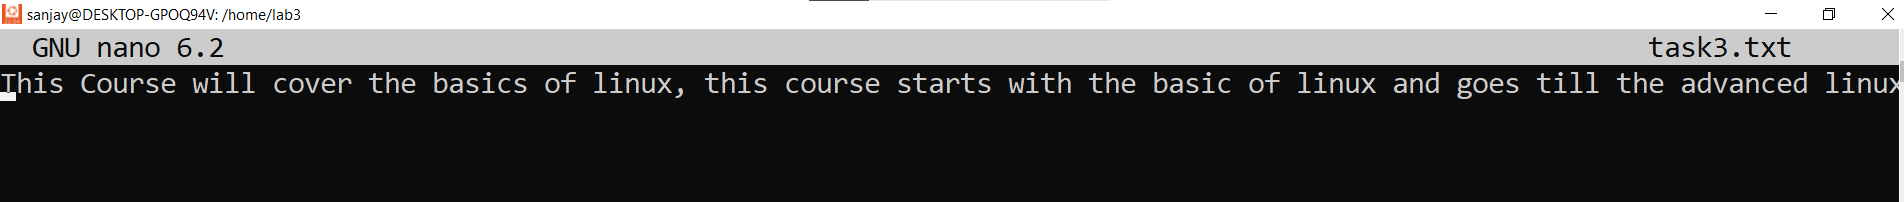 sanjay@DESKTOP-GPOQ94V: /home/lab3
GNU nano 6.2 task3.txt
This Course will cover the basics of linux, this course starts with the basic of linux and goes till the advanced linux